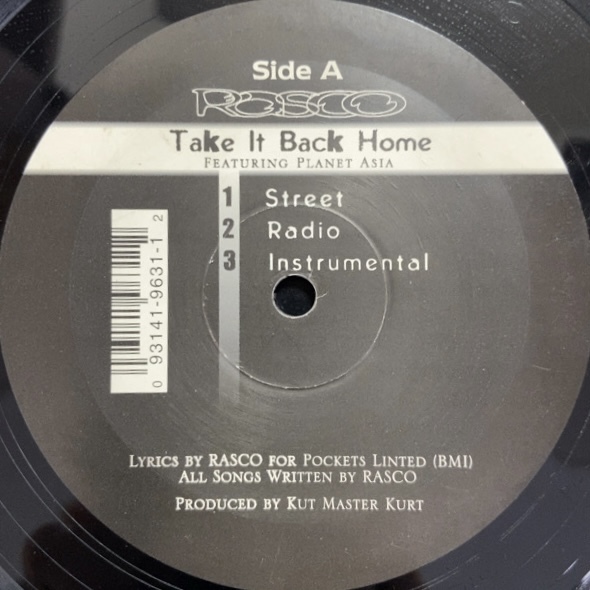 Side A
Rasco
Take It Back Home
Featuring Planet Asia
1 Street
2 Radio
3 Instrumental
0 93141-9631-1 2
Lyrics by RASCO for Pockets Linted (BMI)
All Songs Written by RASCO
Produced by Kut Master Kurt